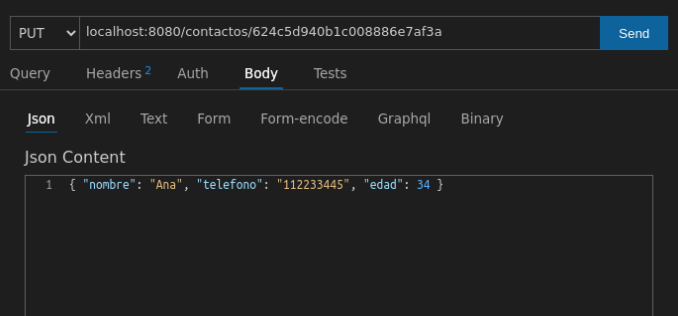 PUT localhost:8080/contactos/624c5d940b1c008886e7af3a Send
Query Headers 2 Auth Body Tests
Json Xml Text Form Form-encode Graphql Binary
Json Content
1 { "nombre": "Ana", "telefono": "112233445", "edad": 34 }